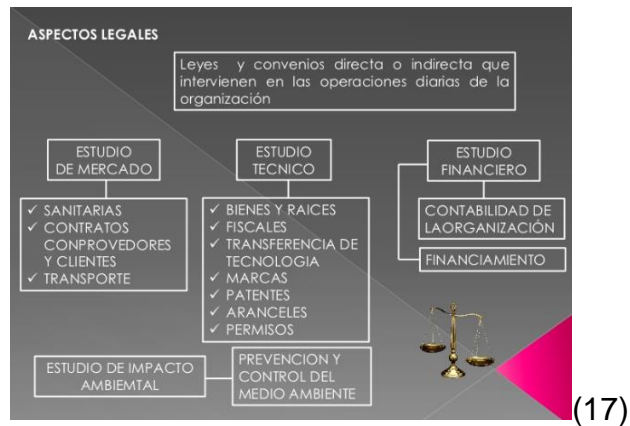 ASPECTOS LEGALES
Leyes y convenios directa o indirecta que
intervienen en las operaciones diarias de la
organización
ESTUDIO
DE MERCADO
✓ SANITARIAS
✓ CONTRATOS
CONPROVEDORES
Y CLIENTES
✓ TRANSPORTE
ESTUDIO
TECNICO
✓ BIENES Y RAICES
✓ FISCALES
✓ TRANSFERENCIA DE
TECNOLOGIA
✓ MARCAS
✓ PATENTES
✓ ARANCELES
✓ PERMISOS
ESTUDIO
FINANCIERO
CONTABILIDAD DE
LAORGANIZACIÓN
FINANCIAMIENTO
ESTUDIO DE IMPACTO
AMBIEMTAL
PREVENCION Y
CONTROL DEL
MEDIO AMBIENTE
(17)